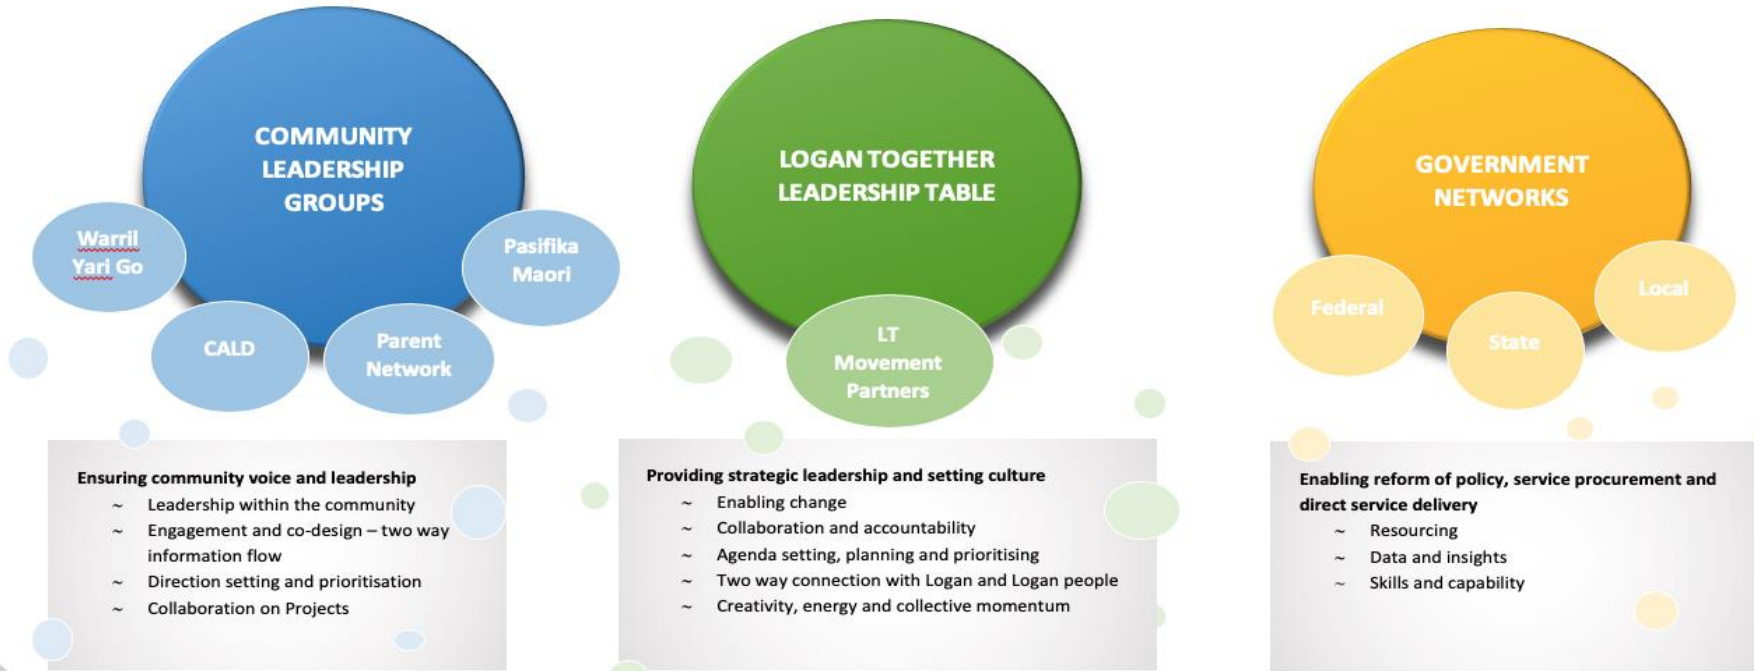 COMMUNITY
LEADERSHIP
GROUPS
Warril
Yari Go
CALD
Parent
Network
Pasifika
Maori
Ensuring community voice and leadership
~ Leadership within the community
~ Engagement and co-design – two way
information flow
~ Direction setting and prioritisation
~ Collaboration on Projects
LOGAN TOGETHER
LEADERSHIP TABLE
LT
Movement
Partners
Providing strategic leadership and setting culture
~ Enabling change
~ Collaboration and accountability
~ Agenda setting, planning and prioritising
~ Two way connection with Logan and Logan people
~ Creativity, energy and collective momentum
GOVERNMENT
NETWORKS
Federal
State
Local
Enabling reform of policy, service procurement and
direct service delivery
~ Resourcing
~ Data and insights
~ Skills and capability